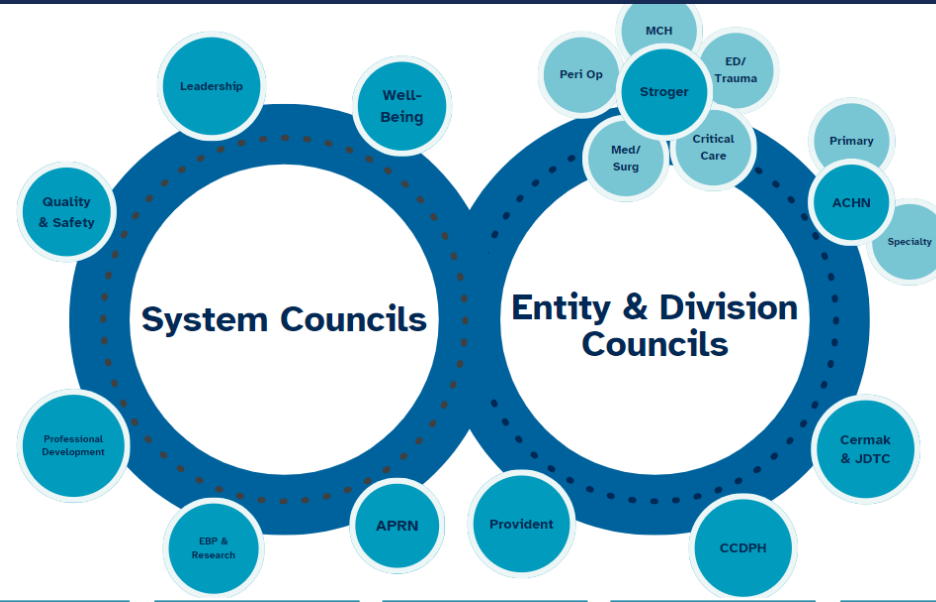 MCH
Leadership
Well-
Being
Peri Op
Stroger
ED/
Trauma
Med/
Surg
Critical
Care
Primary
Quality
& Safety
ACHN
Specialty
System Councils
Entity & Division
Councils
Professional
Development
Cermak
& JDTC
EBP &
Research
APRN
Provident
CCDPH